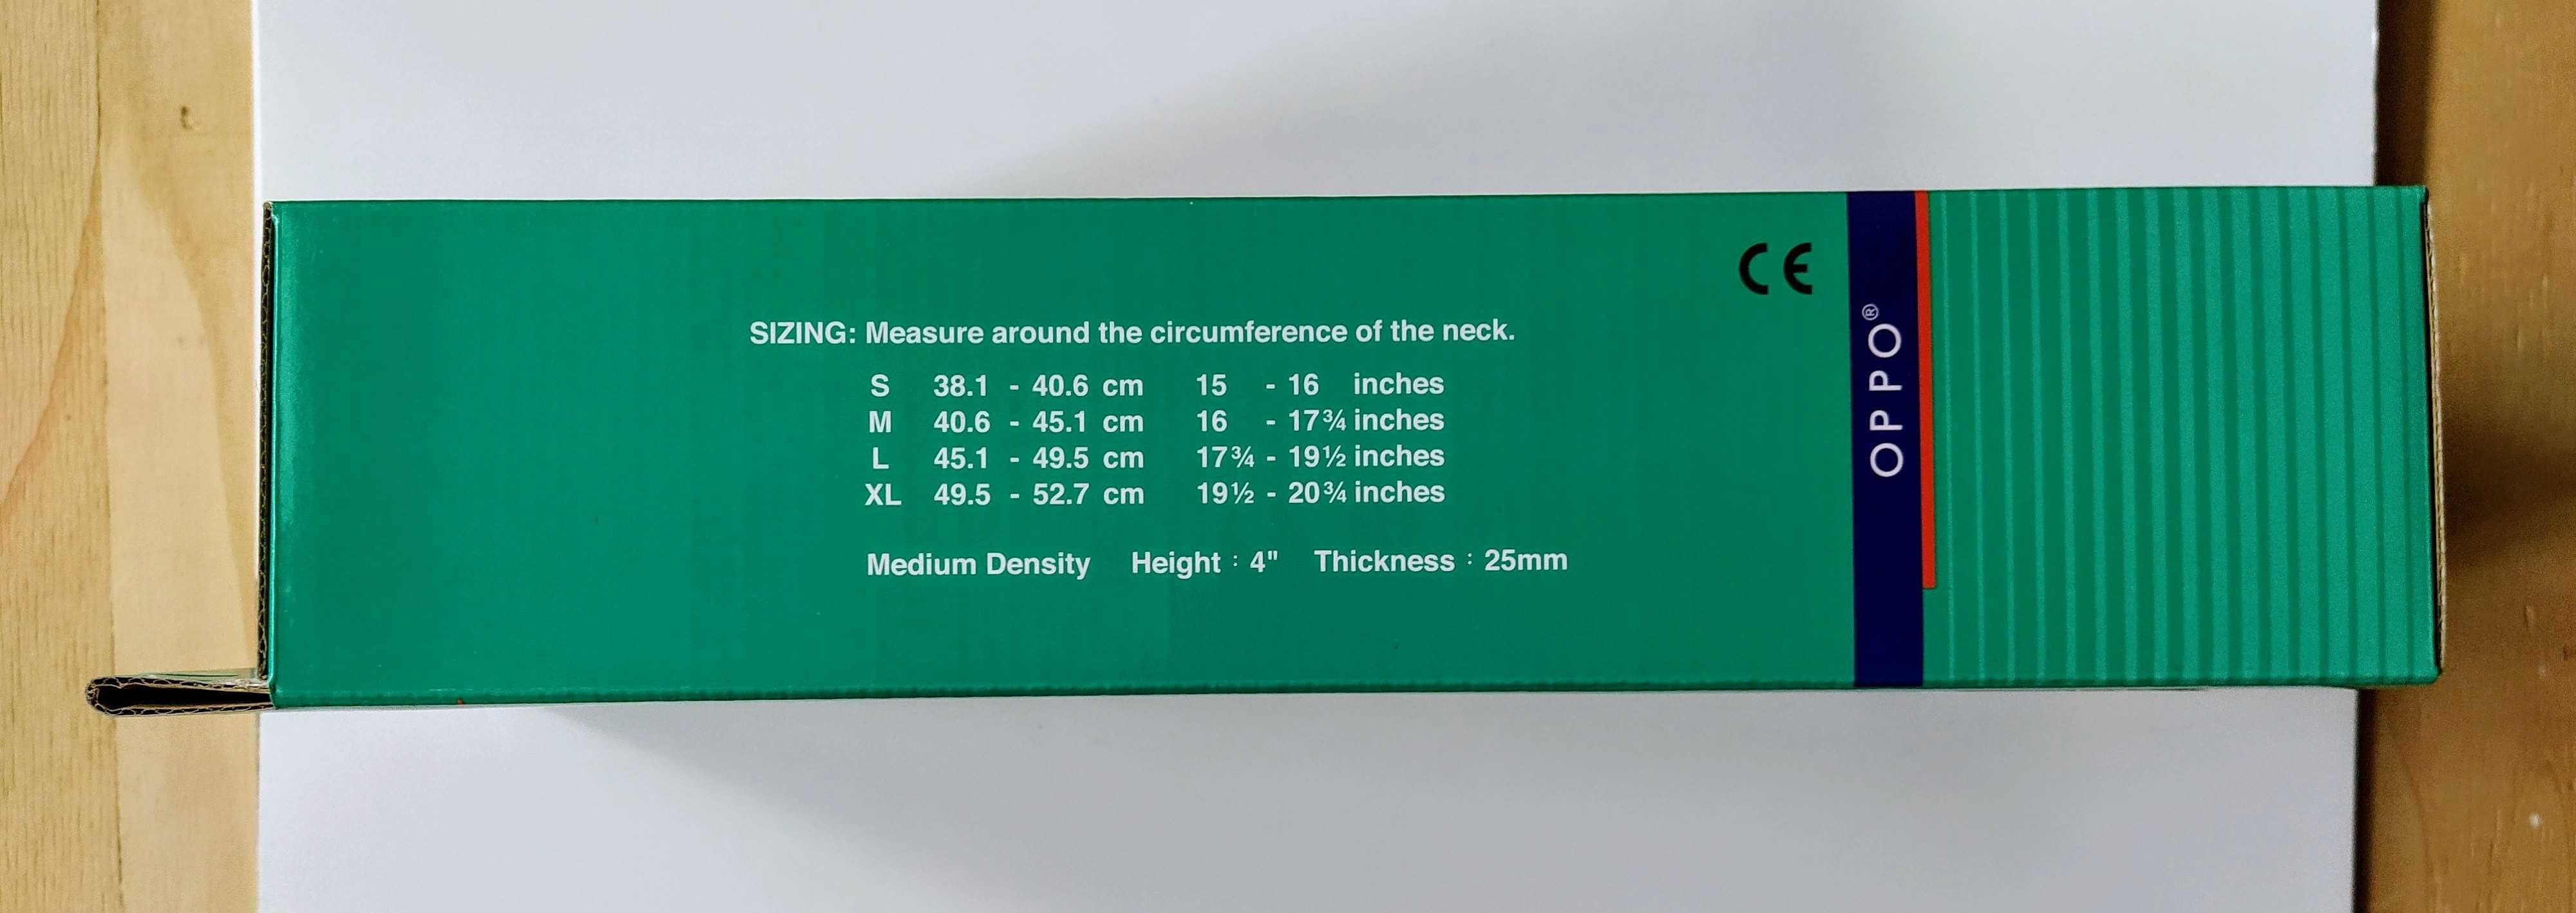 CE
SIZING: Measure around the circumference of the neck.
S 38.1 - 40.6 cm 15 - 16 inches
M 40.6 - 45.1 cm 16 - 17¾ inches
L 45.1 - 49.5 cm 17¾ - 19½ inches
XL 49.5 - 52.7 cm 19½ - 20¾ inches
Medium Density Height : 4" Thickness : 25mm
OPPO®